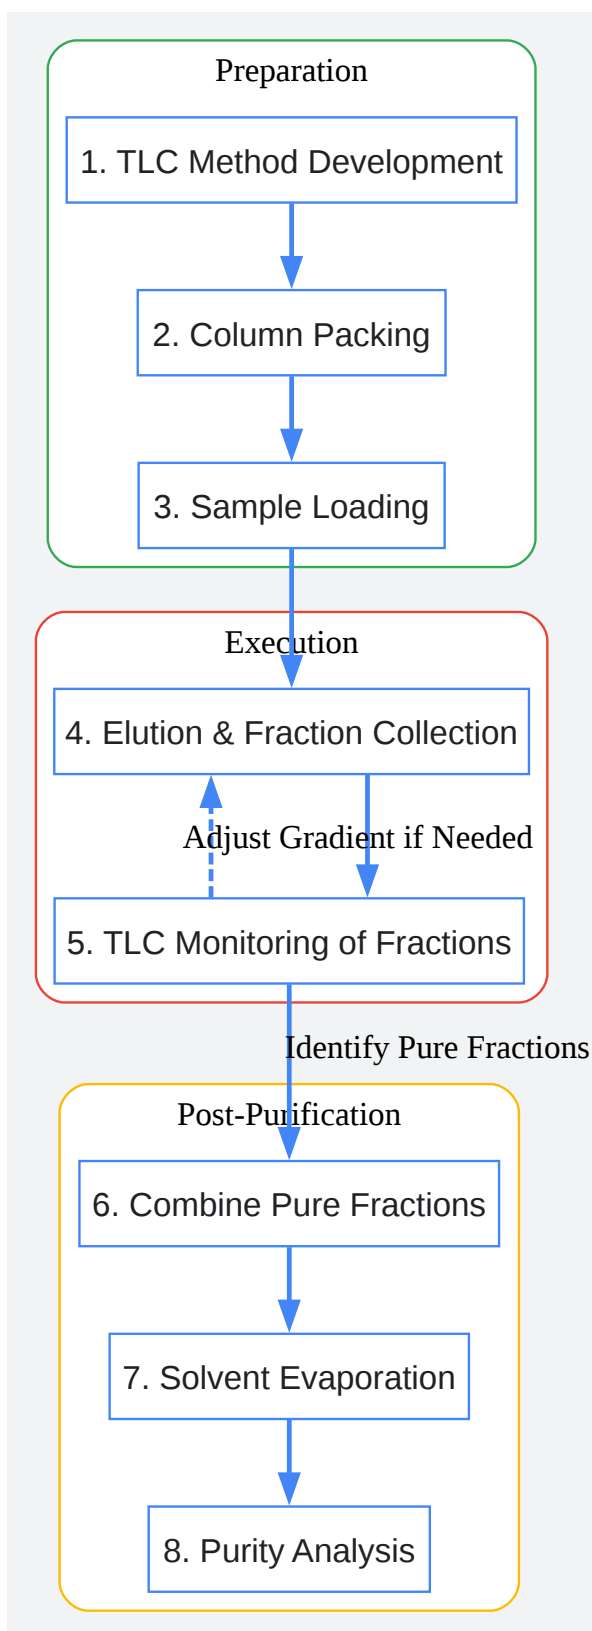 Preparation
1. TLC Method Development
2. Column Packing
3. Sample Loading
Execution
4. Elution & Fraction Collection
Adjust Gradient if Needed
5. TLC Monitoring of Fractions
Identify Pure Fractions
Post-Purification
6. Combine Pure Fractions
7. Solvent Evaporation
8. Purity Analysis